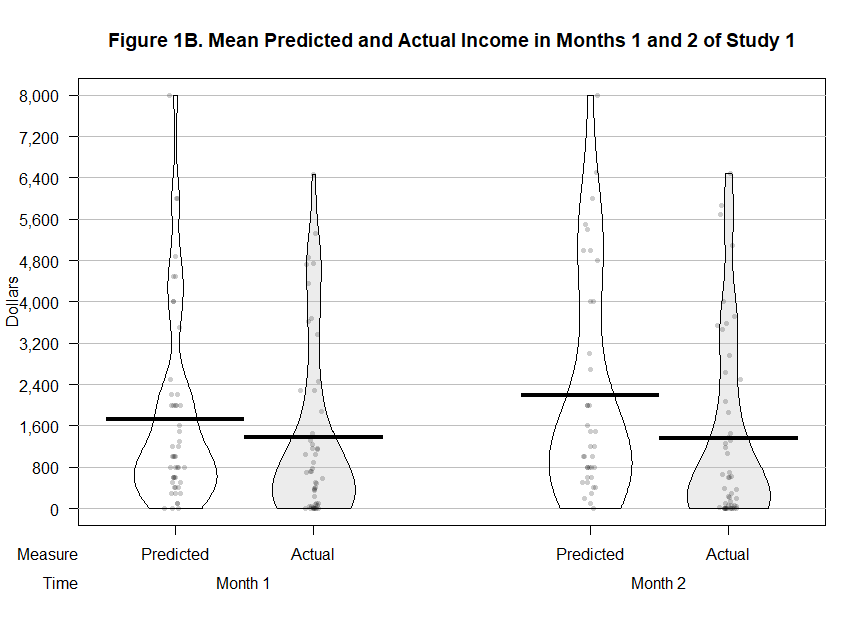 Figure 1B. Mean Predicted and Actual Income in Months 1 and 2 of Study 1
8,000
7,200
6,400
5,600
4,800
4,000
3,200
2,400
1,600
800
0
Dollars
Measure Predicted Actual Predicted Actual
Time Month 1 Month 2